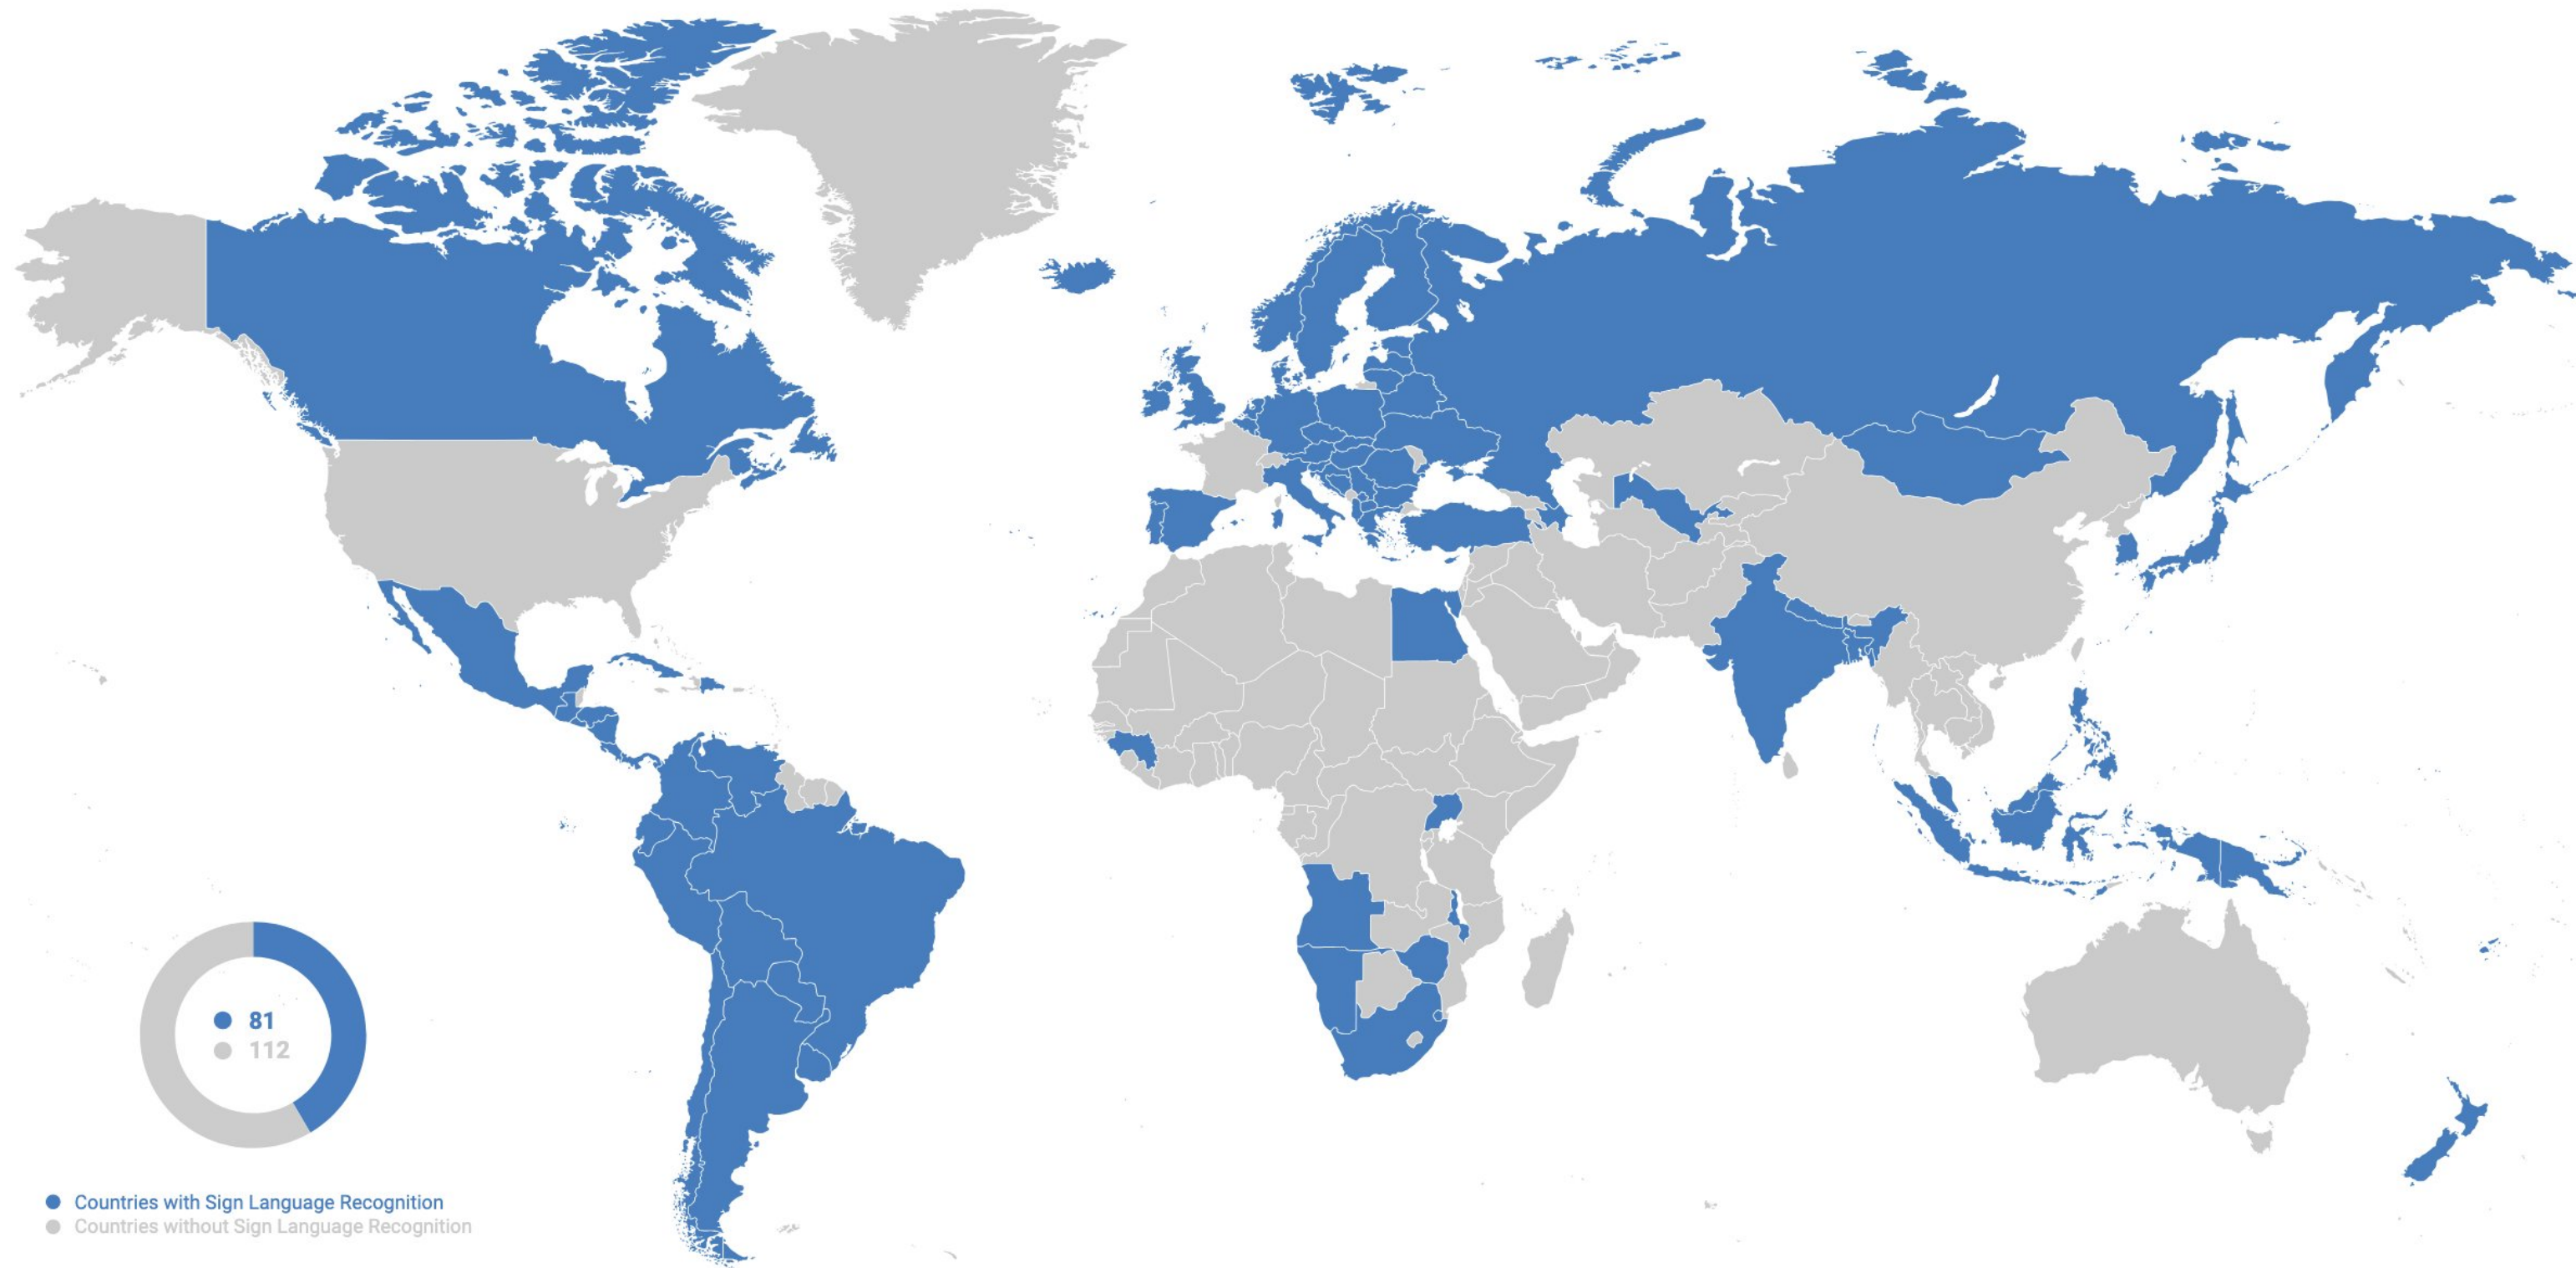 81
112
Countries with Sign Language Recognition
Countries without Sign Language Recognition